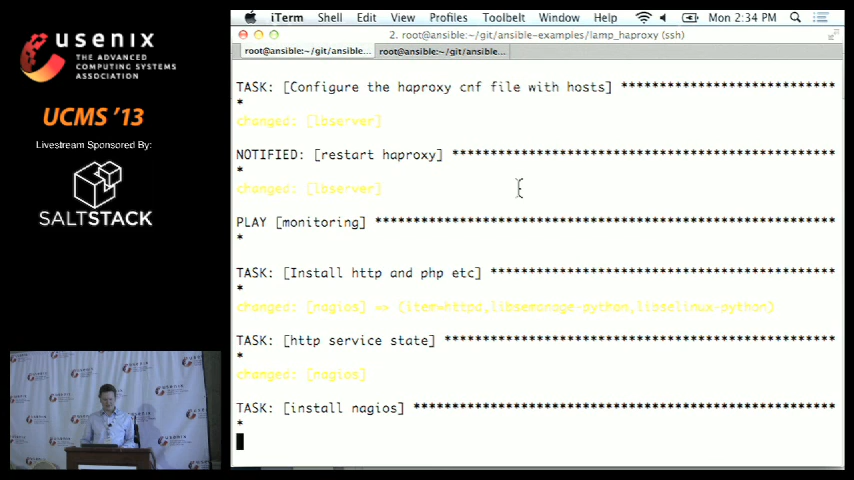 usenix
THE ADVANCED
COMPUTING SYSTEMS
ASSOCIATION
UCMS '13
Livestream Sponsored By:
SALTSTACK
iTerm Shell Edit View Profiles Toolbelt Window Help Mon 2:34 PM
2. root@ansible:~/git/ansible-examples/lamp_haproxy (ssh)
root@ansible:~/git/ansible... root@ansible:~/git/ansible...
TASK: [Configure the haproxy cnf file with hosts] ****************************
*
changed: [lbserver]
NOTIFIED: [restart haproxy] **************************************************
*
changed: [lbserver]
PLAY [monitoring] ************************************************************
*
TASK: [Install http and php etc] *********************************************
*
changed: [nagios] => (item=httpd,libsemanage-python,libselinux-python)
TASK: [http service state] ***************************************************
*
changed: [nagios]
TASK: [install nagios] *******************************************************
*
usenix